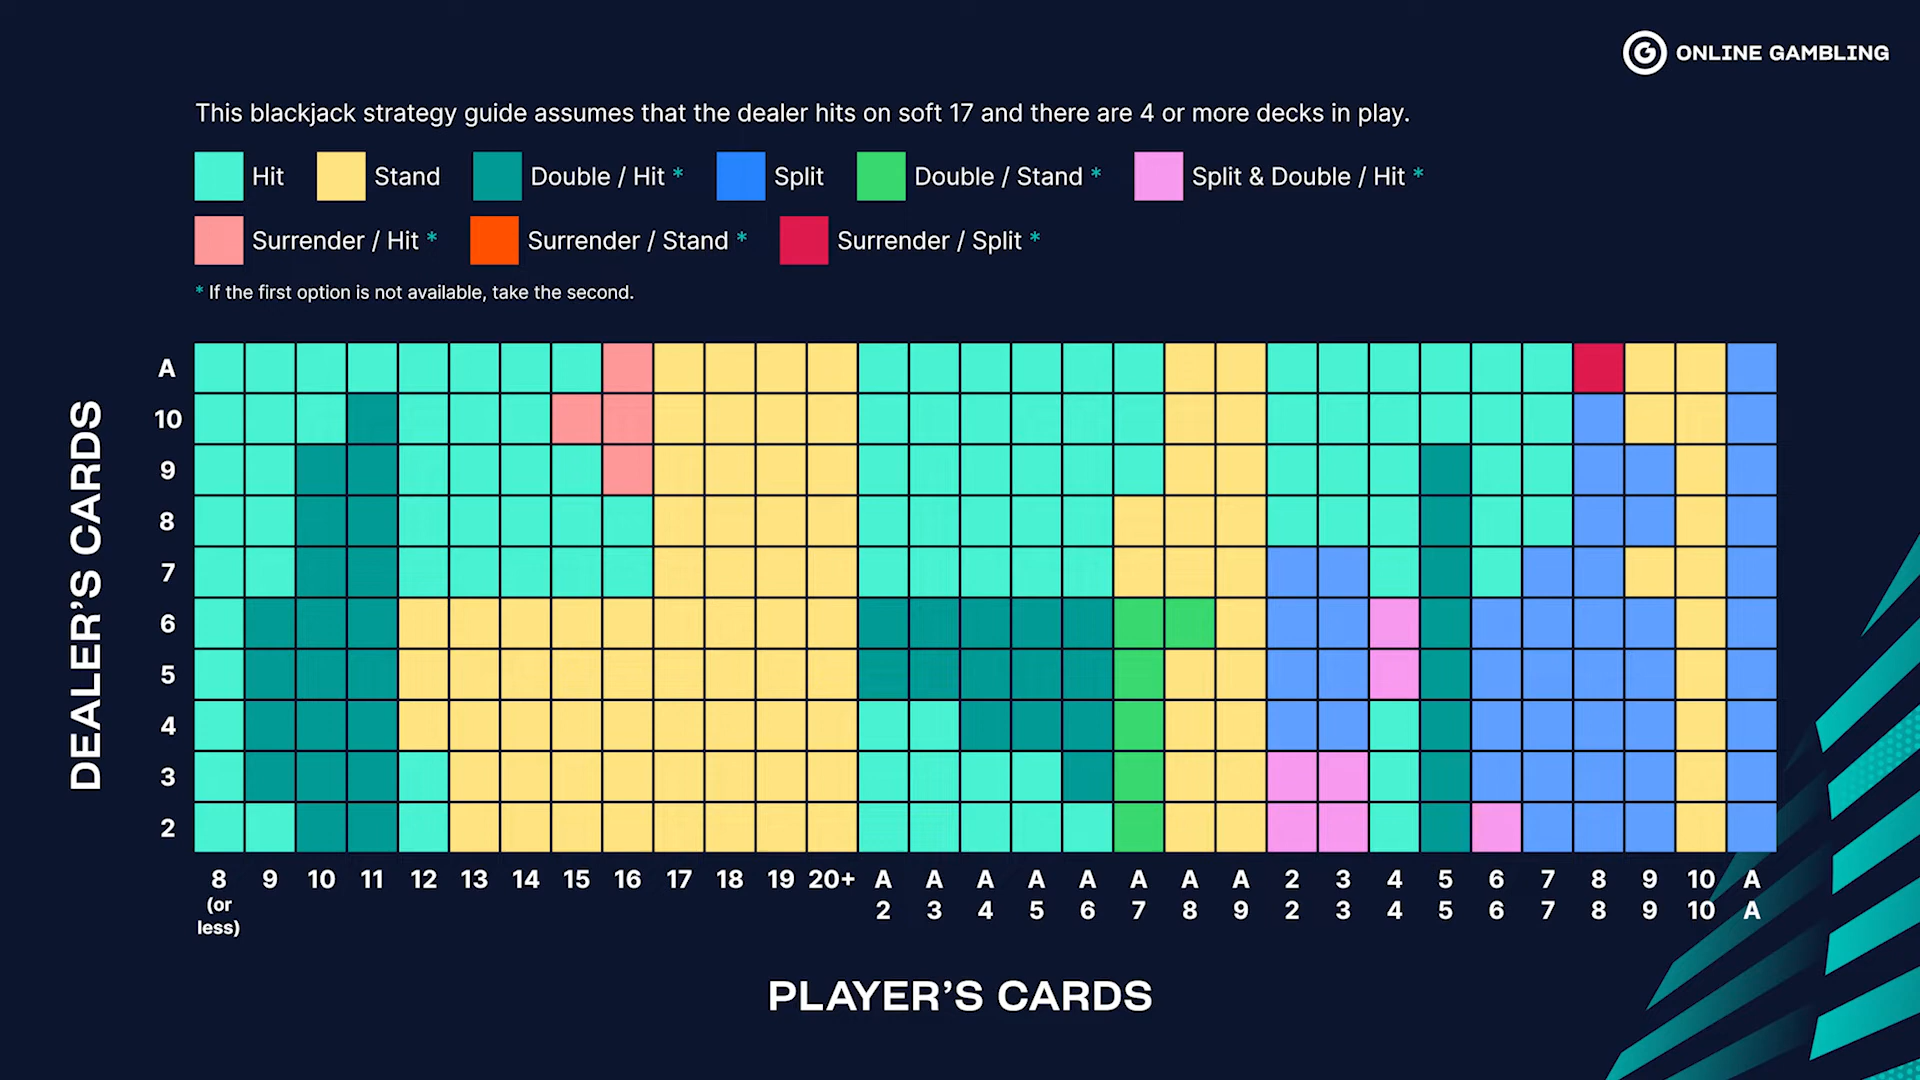 ONLINE GAMBLING
This blackjack strategy guide assumes that the dealer hits on soft 17 and there are 4 or more decks in play.
Hit Stand Double / Hit * Split Double / Stand * Split & Double / Hit *
Surrender / Hit * Surrender / Stand * Surrender / Split *
* If the first option is not available, take the second.
DEALER’S CARDS
A
10
9
8
7
6
5
4
3
2
8 9 10 11 12 13 14 15 16 17 18 19 20+ A A A A A A A A 2 3 4 5 6 7 8 9 10 A
(or 2 3 4 5 6 7 8 9 2 3 4 5 6 7 8 9 10 A
less)
PLAYER’S CARDS